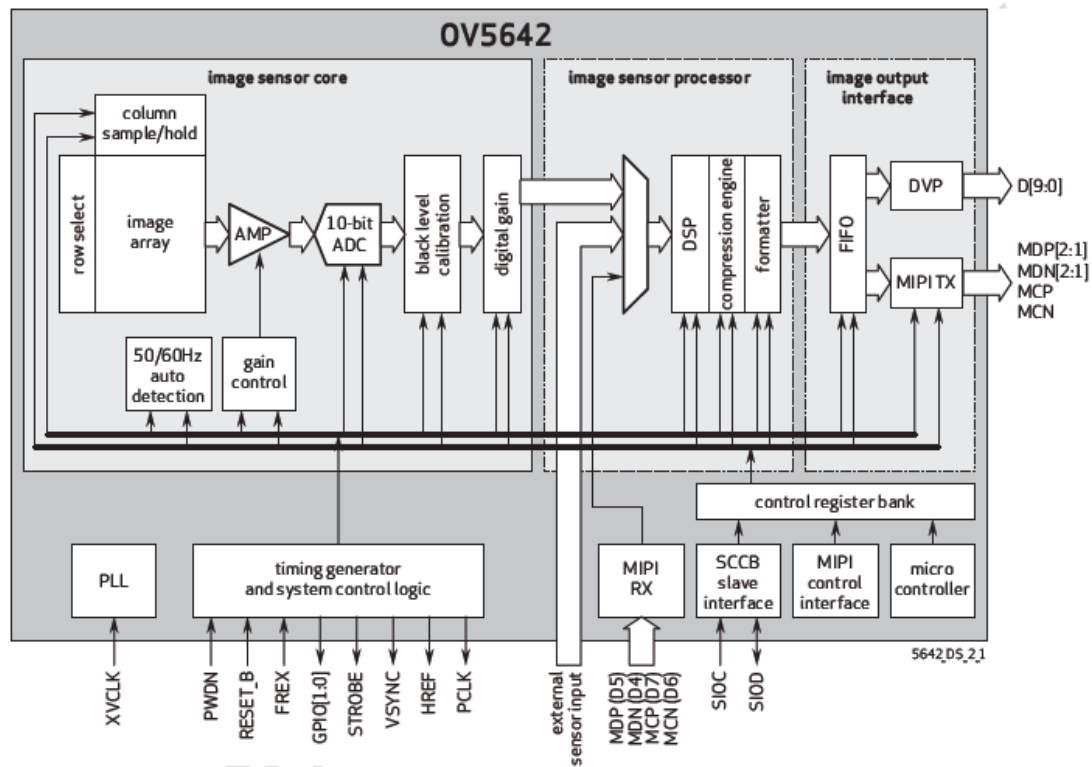 OV5642
image sensor core
image sensor processor
image output
interface
column
sample/hold
row select
image
array
AMP
10-bit
ADC
black level
calibration
digital gain
DSP
compression engine
formatter
FIFO
DVP
MIPI TX
D[9:0]
MDP[2:1]
MDN[2:1]
MCP
MCN
50/60Hz
auto
detection
gain
control
control register bank
PLL
timing generator
and system control logic
MIPI
RX
SCCB
slave
interface
MIPI
control
interface
micro
controller
5642_DS_2.1
XVCLK
PWDN
RESET_B
FREX
GPIO[1:0]
STROBE
VSYNC
HREF
PCLK
external
sensor input
MDP (D5)
MDN (D4)
MCP (D7)
MCN (D6)
SIOC
SIOD